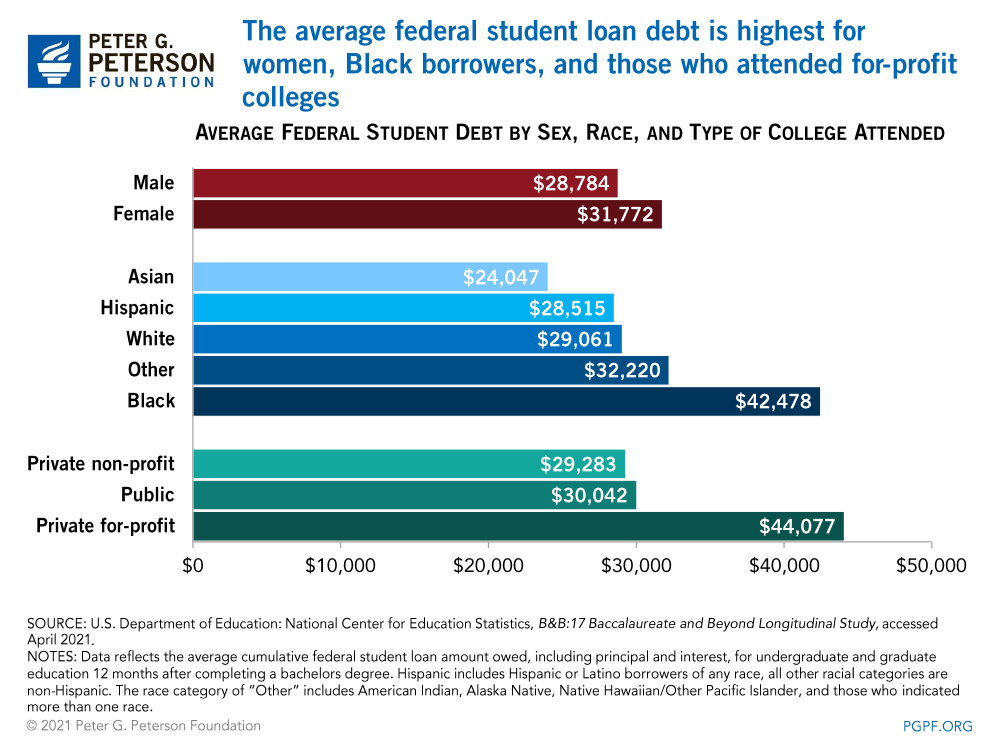 PETER G.
PETERSON
FOUNDATION
The average federal student loan debt is highest for
women, Black borrowers, and those who attended for-profit
colleges
AVERAGE FEDERAL STUDENT DEBT BY SEX, RACE, AND TYPE OF COLLEGE ATTENDED
Male $28,784
Female $31,772
Asian $24,047
Hispanic $28,515
White $29,061
Other $32,220
Black $42,478
Private non-profit $29,283
Public $30,042
Private for-profit $44,077
$0 $10,000 $20,000 $30,000 $40,000 $50,000
SOURCE: U.S. Department of Education: National Center for Education Statistics, B&B:17 Baccalaureate and Beyond Longitudinal Study, accessed
April 2021.
NOTES: Data reflects the average cumulative federal student loan amount owed, including principal and interest, for undergraduate and graduate
education 12 months after completing a bachelors degree. Hispanic includes Hispanic or Latino borrowers of any race, all other racial categories are
non-Hispanic. The race category of "Other" includes American Indian, Alaska Native, Native Hawaiian/Other Pacific Islander, and those who indicated
more than one race.
© 2021 Peter G. Peterson Foundation PGPF.ORG